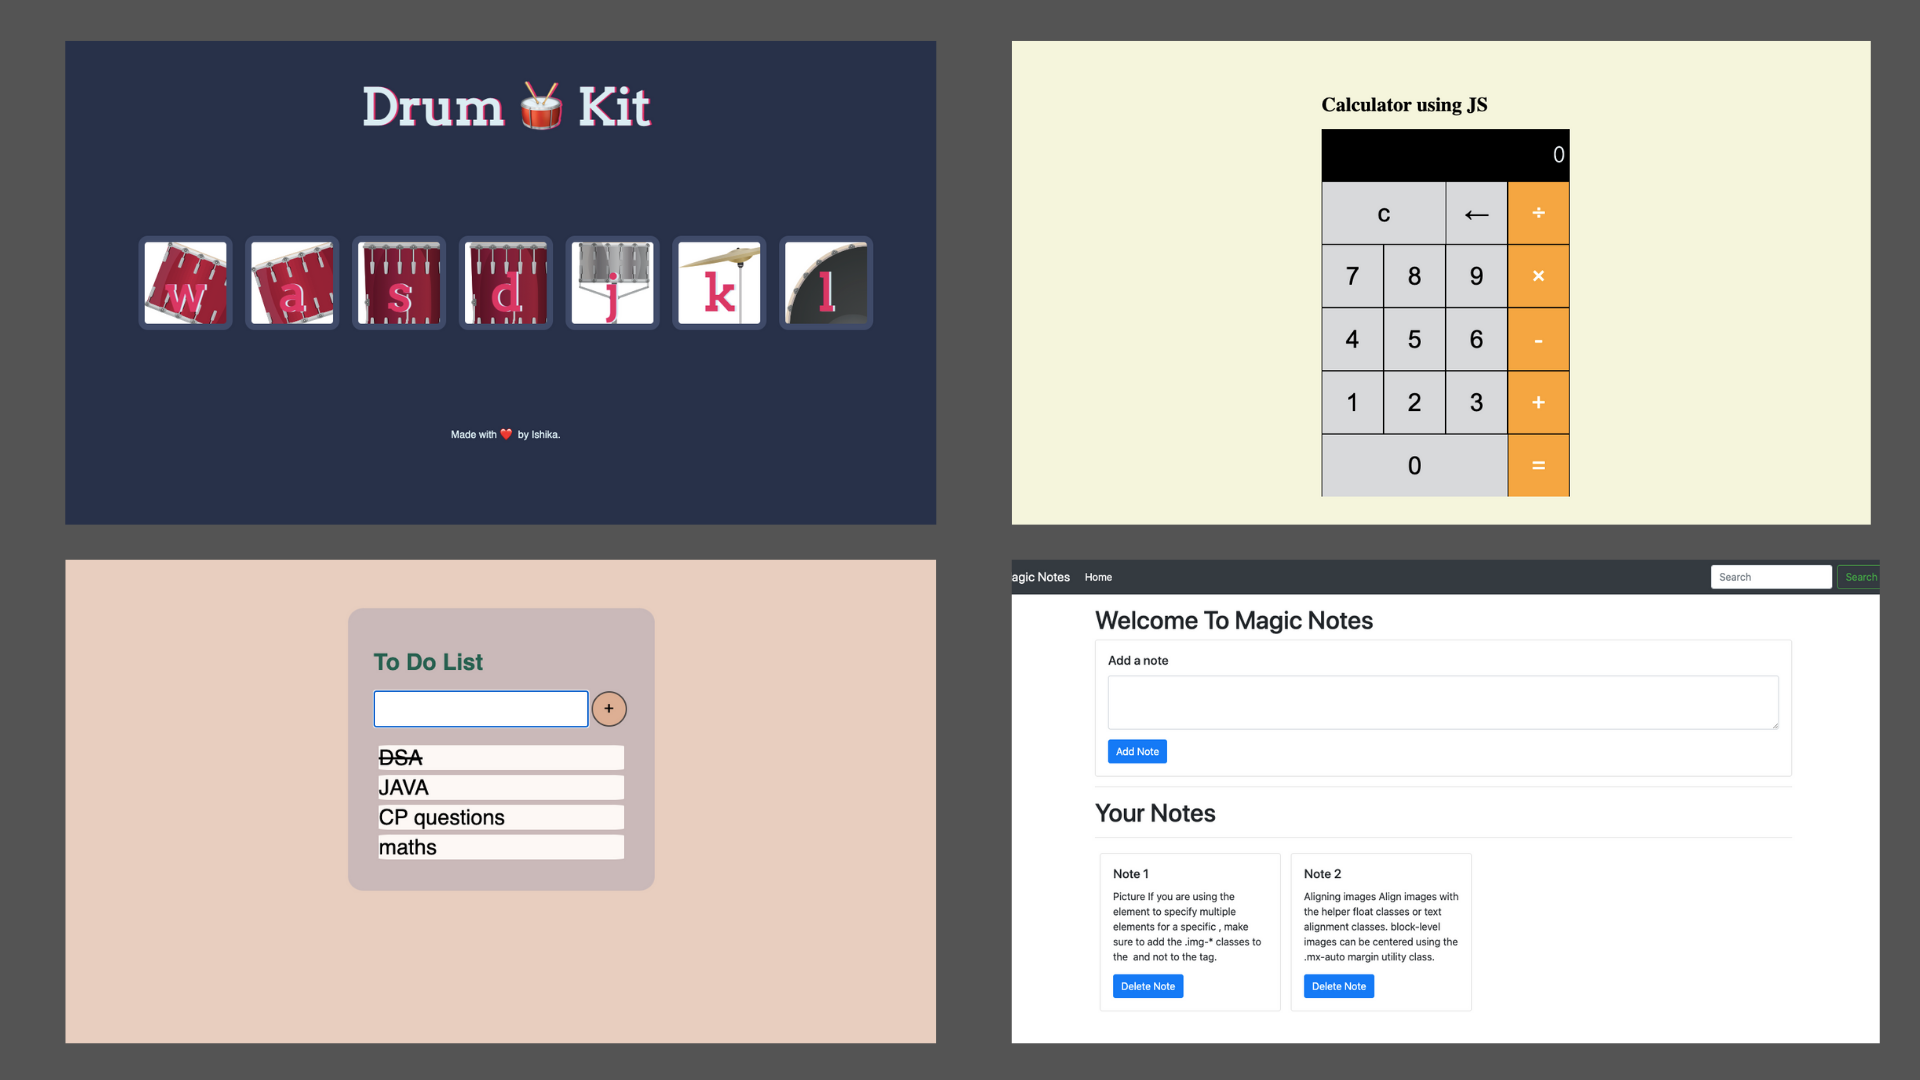 Drum 🥁 Kit
w a s d j k l
Made with ❤️ by Ishika.
Calculator using JS
0
c ← ÷
7 8 9 ×
4 5 6 -
1 2 3 +
0 =
To Do List
+
DSA
JAVA
CP questions
maths
agic Notes Home Search Search
Welcome To Magic Notes
Add a note
Add Note
Your Notes
Note 1
Picture If you are using the
element to specify multiple
elements for a specific , make
sure to add the .img-* classes to
the and not to the tag.
Delete Note
Note 2
Aligning images Align images with
the helper float classes or text
alignment classes. block-level
images can be centered using the
.mx-auto margin utility class.
Delete Note